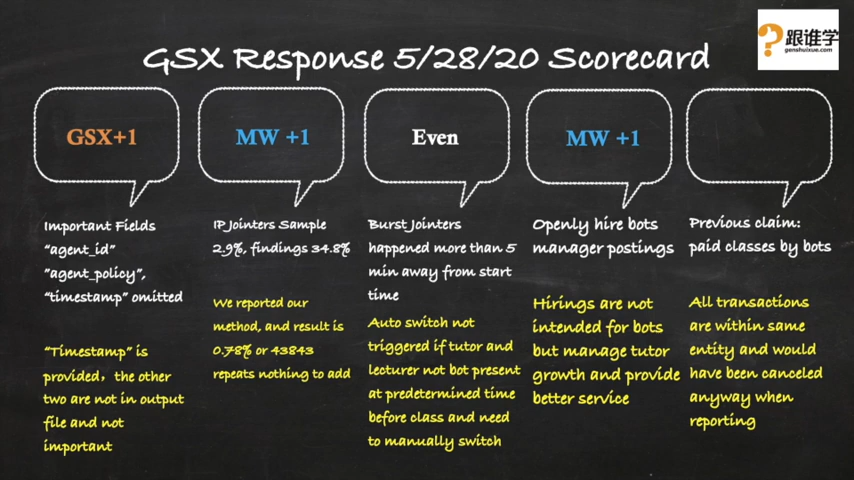 GSX Response 5/28/20 Scorecard
跟谁学
genshuixue.com
GSX+1
MW +1
Even
MW +1
Important Fields
"agent_id"
"agent_policy",
"timestamp" omitted
"Timestamp" is
provided, the other
two are not in output
file and not
important
IP Jointers Sample
2.9%, findings 34.8%
We reported our
method, and result is
0.78% or 43843
repeats nothing to add
Burst Jointers
happened more than 5
min away from start
time
Auto switch not
triggered if tutor and
lecturer not bot present
at predetermined time
before class and need
to manually switch
Openly hire bots
manager postings
Hirings are not
intended for bots
but manage tutor
growth and provide
better service
Previous claim:
paid classes by bots
All transactions
are within same
entity and would
have been canceled
anyway when
reporting